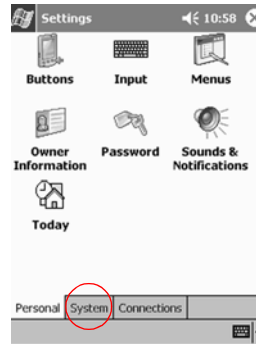 Settings 10:58
Buttons Input Menus
Owner Information Password Sounds & Notifications
Today
Personal System Connections